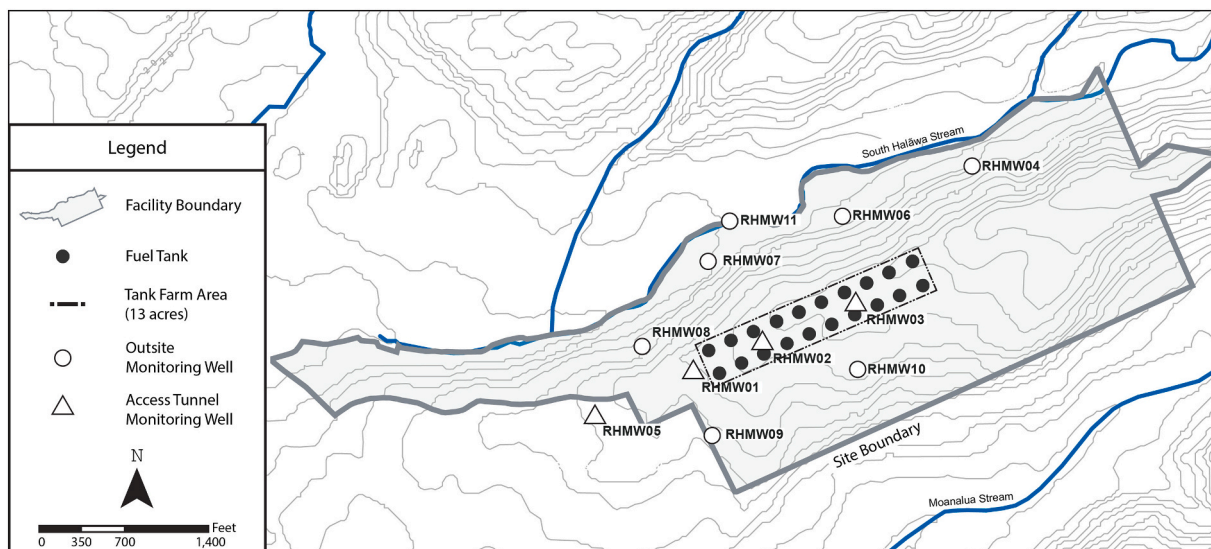 Legend
Facility Boundary
Fuel Tank
Tank Farm Area
(13 acres)
Outsite
Monitoring Well
Access Tunnel
Monitoring Well
N
Feet
0 350 700 1,400
South Halāwa Stream
RHMW04
RHMW11
RHMW06
RHMW07
RHMW08
RHMW03
RHMW02
RHMW01
RHMW10
RHMW05
RHMW09
Site Boundary
Moanalua Stream